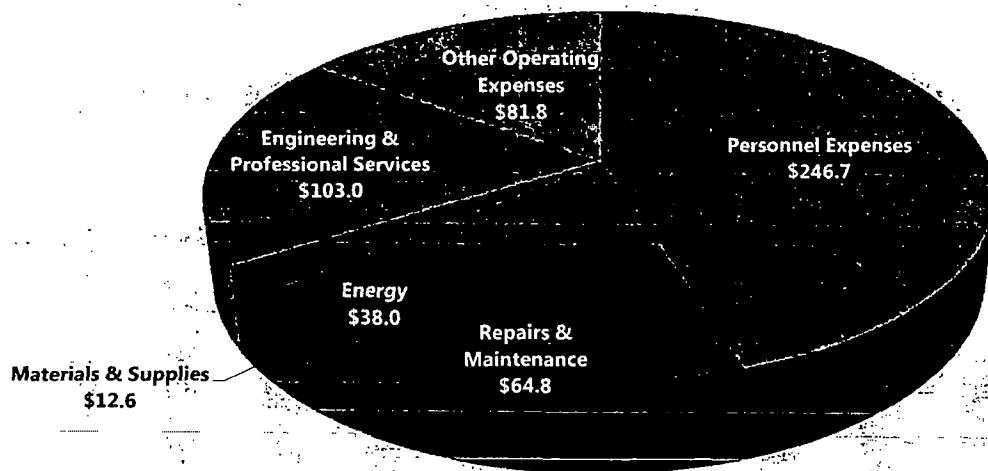 Other Operating
Expenses
$81.8
Engineering &
Professional Services
$103.0
Personnel Expenses
$246.7
Energy
$38.0
Repairs &
Maintenance
$64.8
Materials & Supplies
$12.6